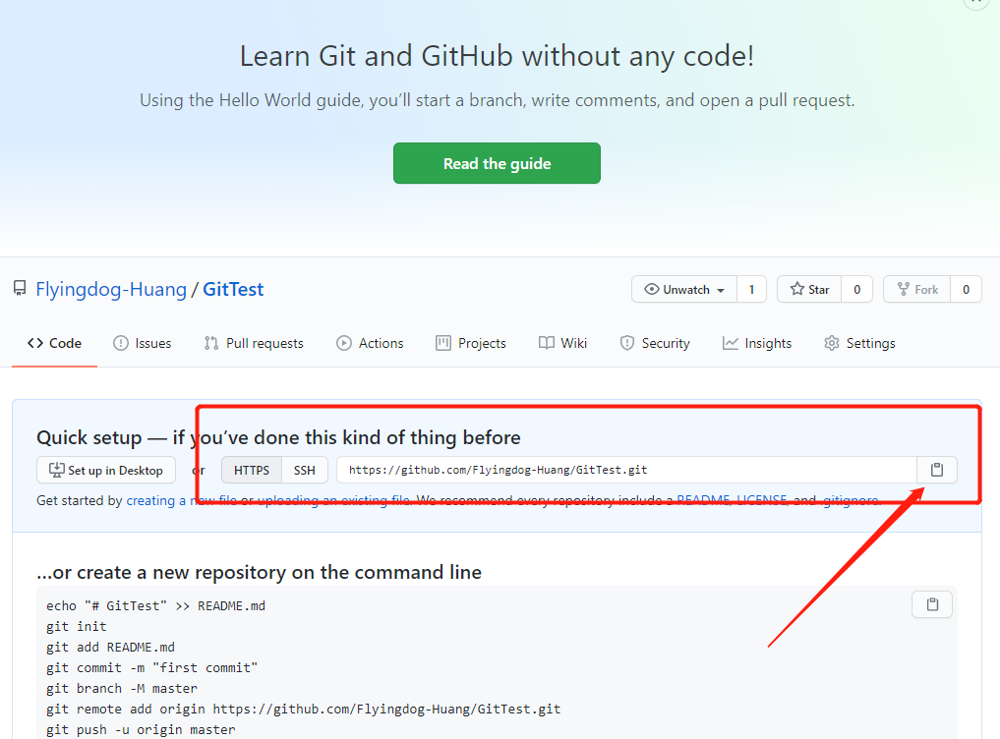 Learn Git and GitHub without any code!
Using the Hello World guide, you’ll start a branch, write comments, and open a pull request.
Read the guide
Flyingdog-Huang / GitTest
Unwatch 1 Star 0 Fork 0
Code Issues Pull requests Actions Projects Wiki Security Insights Settings
Quick setup — if you’ve done this kind of thing before
Set up in Desktop or HTTPS SSH https://github.com/Flyingdog-Huang/GitTest.git
Get started by creating a new file or uploading an existing file. We recommend every repository include a README, LICENSE, and .gitignore.
…or create a new repository on the command line
echo "# GitTest" >> README.md
git init
git add README.md
git commit -m "first commit"
git branch -M master
git remote add origin https://github.com/Flyingdog-Huang/GitTest.git
git push -u origin master